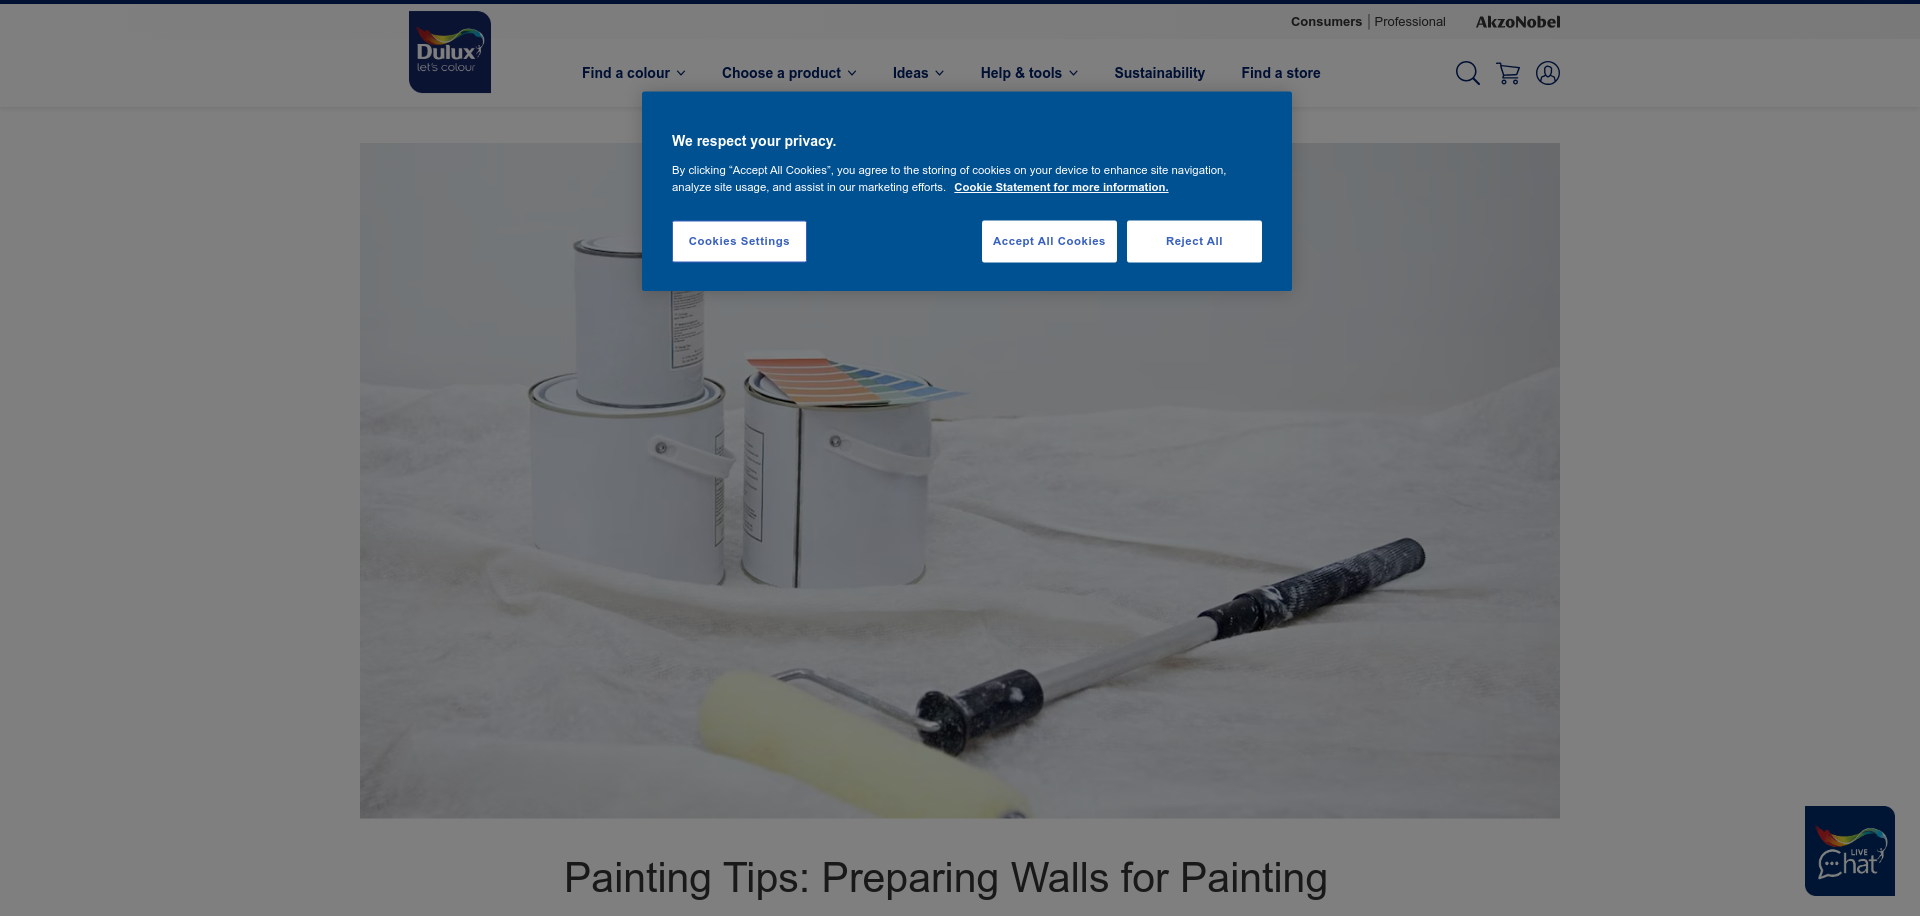 Consumers | Professional
AkzoNobel
Dulux
let's colour
Find a colour
Choose a product
Ideas
Help & tools
Sustainability
Find a store
We respect your privacy.
By clicking “Accept All Cookies”, you agree to the storing of cookies on your device to enhance site navigation,
analyze site usage, and assist in our marketing efforts. Cookie Statement for more information.
Cookies Settings
Accept All Cookies
Reject All
LIVE
Chat
Painting Tips: Preparing Walls for Painting